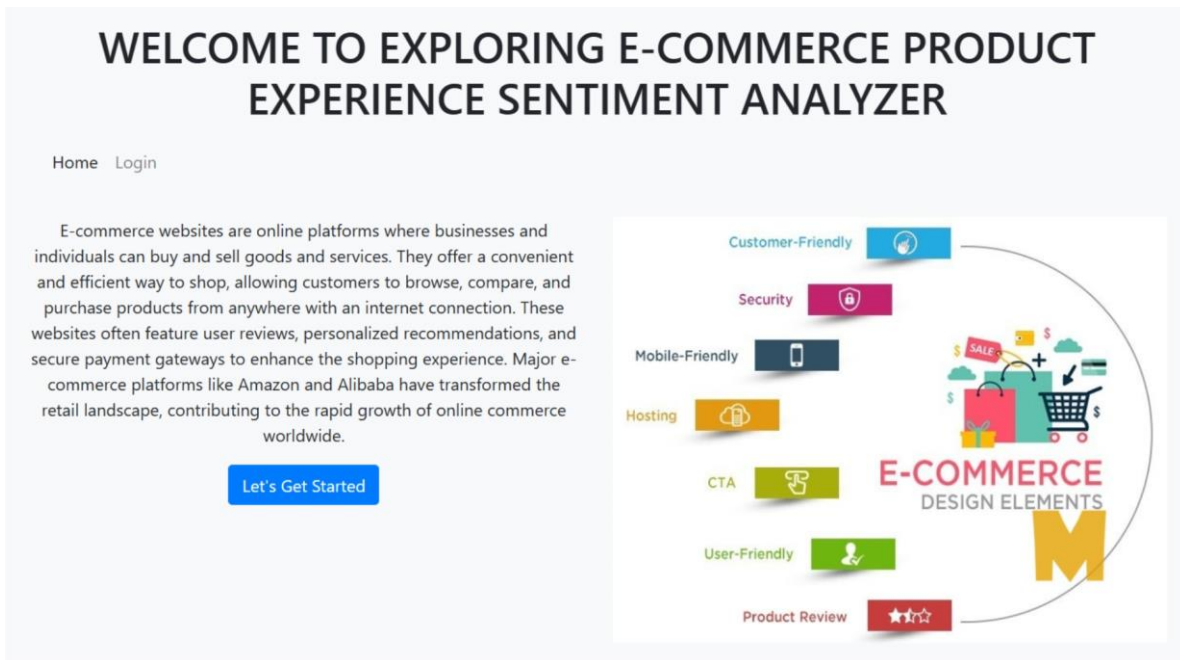 WELCOME TO EXPLORING E-COMMERCE PRODUCT
EXPERIENCE SENTIMENT ANALYZER
Home Login
E-commerce websites are online platforms where businesses and
individuals can buy and sell goods and services. They offer a convenient
and efficient way to shop, allowing customers to browse, compare, and
purchase products from anywhere with an internet connection. These
websites often feature user reviews, personalized recommendations, and
secure payment gateways to enhance the shopping experience. Major e-
commerce platforms like Amazon and Alibaba have transformed the
retail landscape, contributing to the rapid growth of online commerce
worldwide.
Let's Get Started
Customer-Friendly
Security
Mobile-Friendly
Hosting
CTA
User-Friendly
Product Review
SALE
$
$
$
$
E-COMMERCE
DESIGN ELEMENTS
M